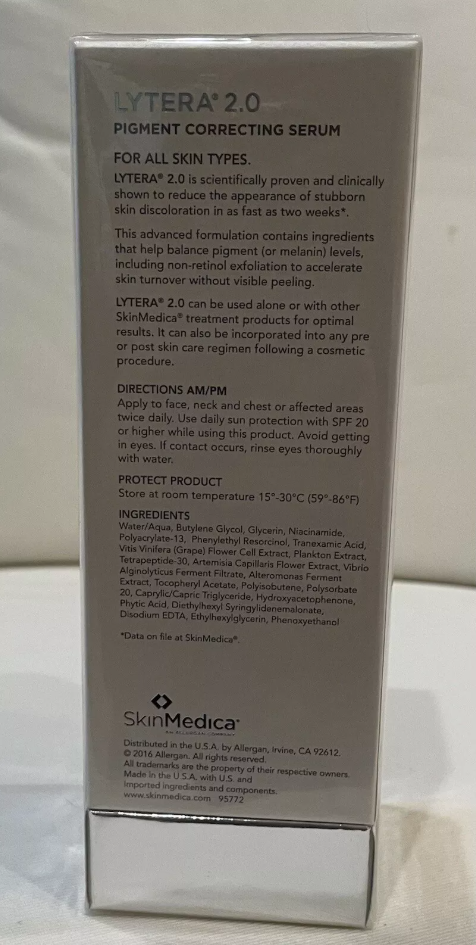 LYTERA® 2.0
PIGMENT CORRECTING SERUM
FOR ALL SKIN TYPES.
LYTERA® 2.0 is scientifically proven and clinically
shown to reduce the appearance of stubborn
skin discoloration in as fast as two weeks*.
This advanced formulation contains ingredients
that help balance pigment (or melanin) levels,
including non-retinol exfoliation to accelerate
skin turnover without visible peeling.
LYTERA® 2.0 can be used alone or with other
SkinMedica® treatment products for optimal
results. It can also be incorporated into any pre
or post skin care regimen following a cosmetic
procedure.
DIRECTIONS AM/PM
Apply to face, neck and chest or affected areas
twice daily. Use daily sun protection with SPF 20
or higher while using this product. Avoid getting
in eyes. If contact occurs, rinse eyes thoroughly
with water.
PROTECT PRODUCT
Store at room temperature 15°-30°C (59°-86°F)
INGREDIENTS
Water/Aqua, Butylene Glycol, Glycerin, Niacinamide,
Polyacrylate-13, Phenylethyl Resorcinol, Tranexamic Acid,
Vitis Vinifera (Grape) Flower Cell Extract, Plankton Extract,
Tetrapeptide-30, Artemisia Capillaris Flower Extract, Vibrio
Alginolyticus Ferment Filtrate, Alteromonas Ferment
Extract, Tocopheryl Acetate, Polyisobutene, Polysorbate
20, Caprylic/Capric Triglyceride, Hydroxyacetophenone,
Phytic Acid, Diethylhexyl Syringylidenemalonate,
Disodium EDTA, Ethylhexylglycerin, Phenoxyethanol
*Data on file at SkinMedica®.
SkinMedica®
AN ALLERGAN COMPANY
Distributed in the U.S.A. by Allergan, Irvine, CA 92612.
© 2016 Allergan. All rights reserved.
All trademarks are the property of their respective owners.
Made in the U.S.A. with U.S. and
imported ingredients and components.
www.skinmedica.com 95772